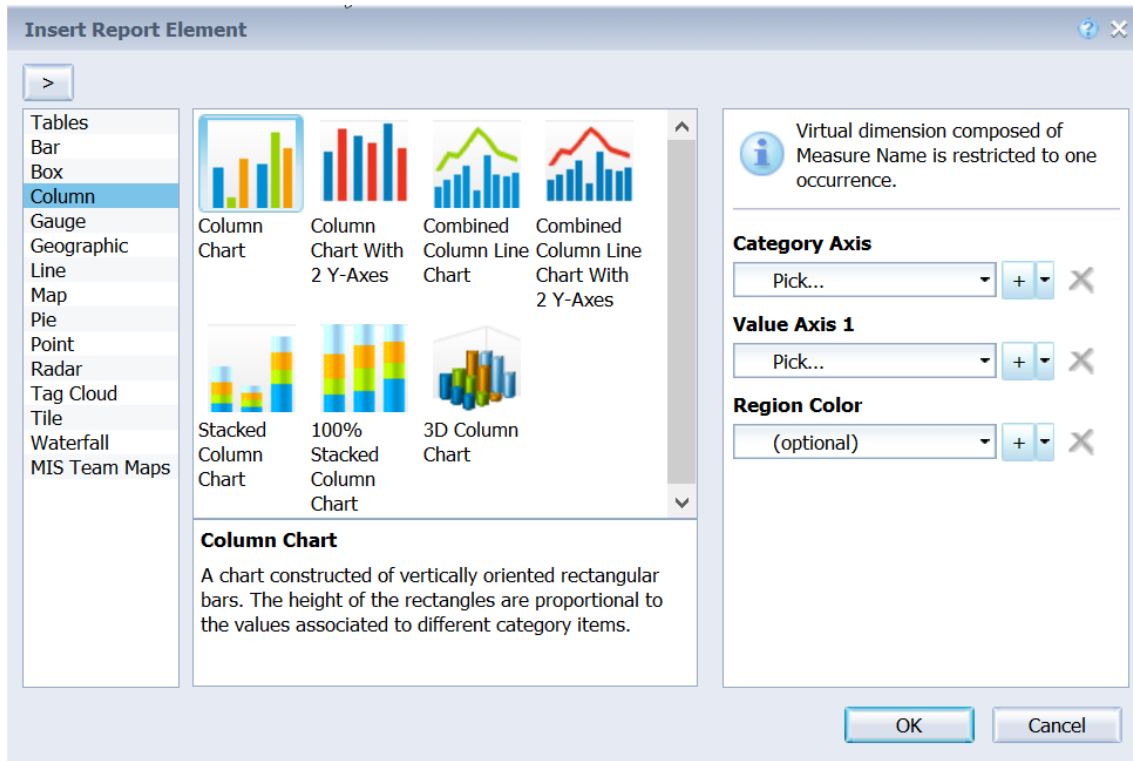 Insert Report Element
>
Tables
Bar
Box
Column
Gauge
Geographic
Line
Map
Pie
Point
Radar
Tag Cloud
Tile
Waterfall
MIS Team Maps
Column
Chart
Column
Chart With
2 Y-Axes
Combined
Column Line
Chart
Combined
Column Line
Chart With
2 Y-Axes
Stacked
Column
Chart
100%
Stacked
Column
Chart
3D Column
Chart
Column Chart
A chart constructed of vertically oriented rectangular
bars. The height of the rectangles are proportional to
the values associated to different category items.
Virtual dimension composed of
Measure Name is restricted to one
occurrence.
Category Axis
Pick...
+
Value Axis 1
Pick...
+
Region Color
(optional)
+
OK
Cancel